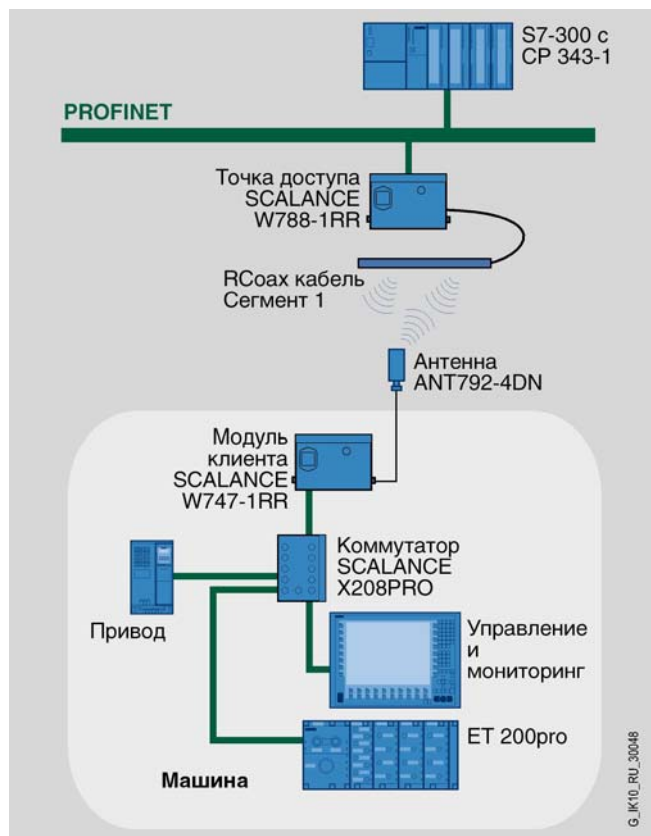 S7-300 с
CP 343-1
PROFINET
Точка доступа
SCALANCE
W788-1RR
RCoax кабель
Сегмент 1
Антенна
ANT792-4DN
Модуль
клиента
SCALANCE
W747-1RR
Коммутатор
SCALANCE
X208PRO
Привод
Управление
и
мониторинг
ET 200pro
Машина
G_IK10_RU_30048